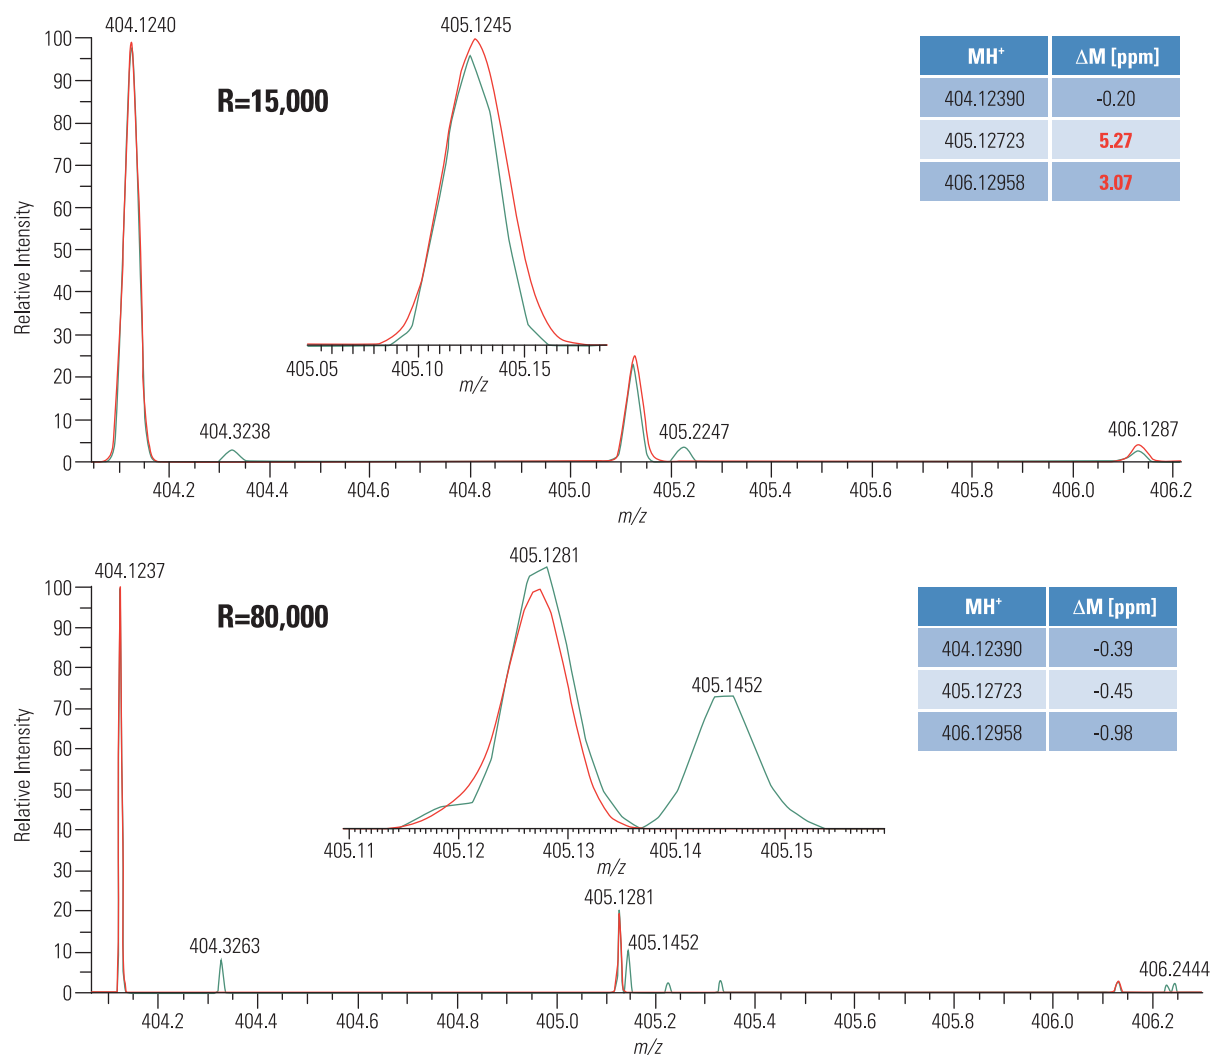 404.1240
405.1245
R=15,000
MH+ ΔM [ppm]
404.12390 -0.20
405.12723 5.27
406.12958 3.07
Relative Intensity
100
90
80
70
60
50
40
30
20
10
0
405.05 405.10 405.15
m/z
404.3238
405.2247
406.1287
404.2 404.4 404.6 404.8 405.0 405.2 405.4 405.6 405.8 406.0 406.2
m/z
404.1237
405.1281
R=80,000
MH+ ΔM [ppm]
404.12390 -0.39
405.12723 -0.45
406.12958 -0.98
405.1452
Relative Intensity
100
90
80
70
60
50
40
30
20
10
0
405.11 405.12 405.13 405.14 405.15
m/z
404.3263
405.1281
405.1452
406.2444
404.2 404.4 404.6 404.8 405.0 405.2 405.4 405.6 405.8 406.0 406.2
m/z